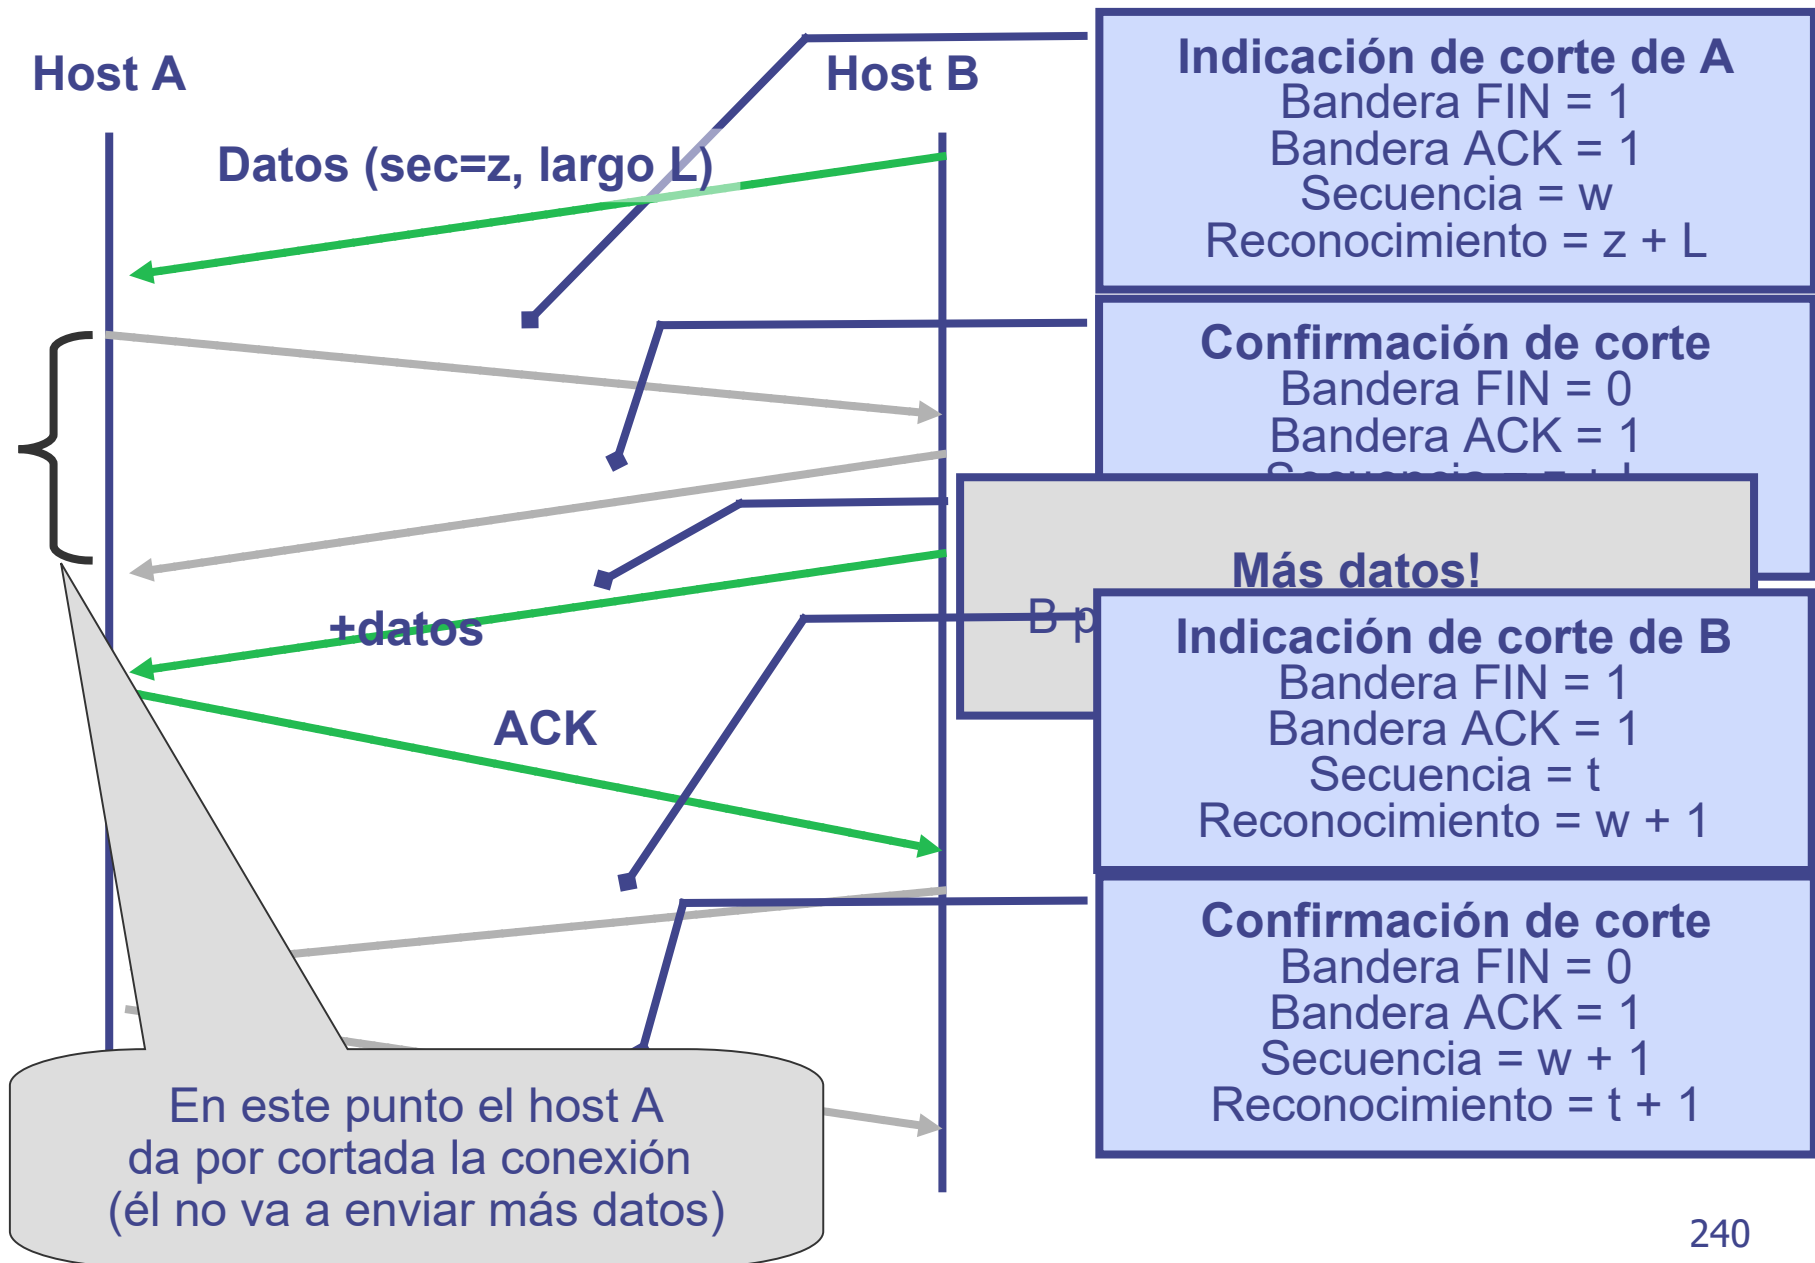 Host A
Host B
Datos (sec=z, largo L)
+datos
ACK
Indicación de corte de A
Bandera FIN = 1
Bandera ACK = 1
Secuencia = w
Reconocimiento = z + L
Confirmación de corte
Bandera FIN = 0
Bandera ACK = 1
Secuencia = z + L
Más datos!
B
Indicación de corte de B
Bandera FIN = 1
Bandera ACK = 1
Secuencia = t
Reconocimiento = w + 1
Confirmación de corte
Bandera FIN = 0
Bandera ACK = 1
Secuencia = w + 1
Reconocimiento = t + 1
En este punto el host A
da por cortada la conexión
(él no va a enviar más datos)
240